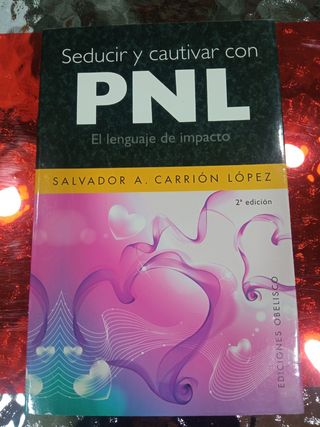 Seducir y cautivar con
PNL
El lenguaje de impacto
SALVADOR A. CARRIÓN LÓPEZ
2ª edición
EDICIONES OBELISCO